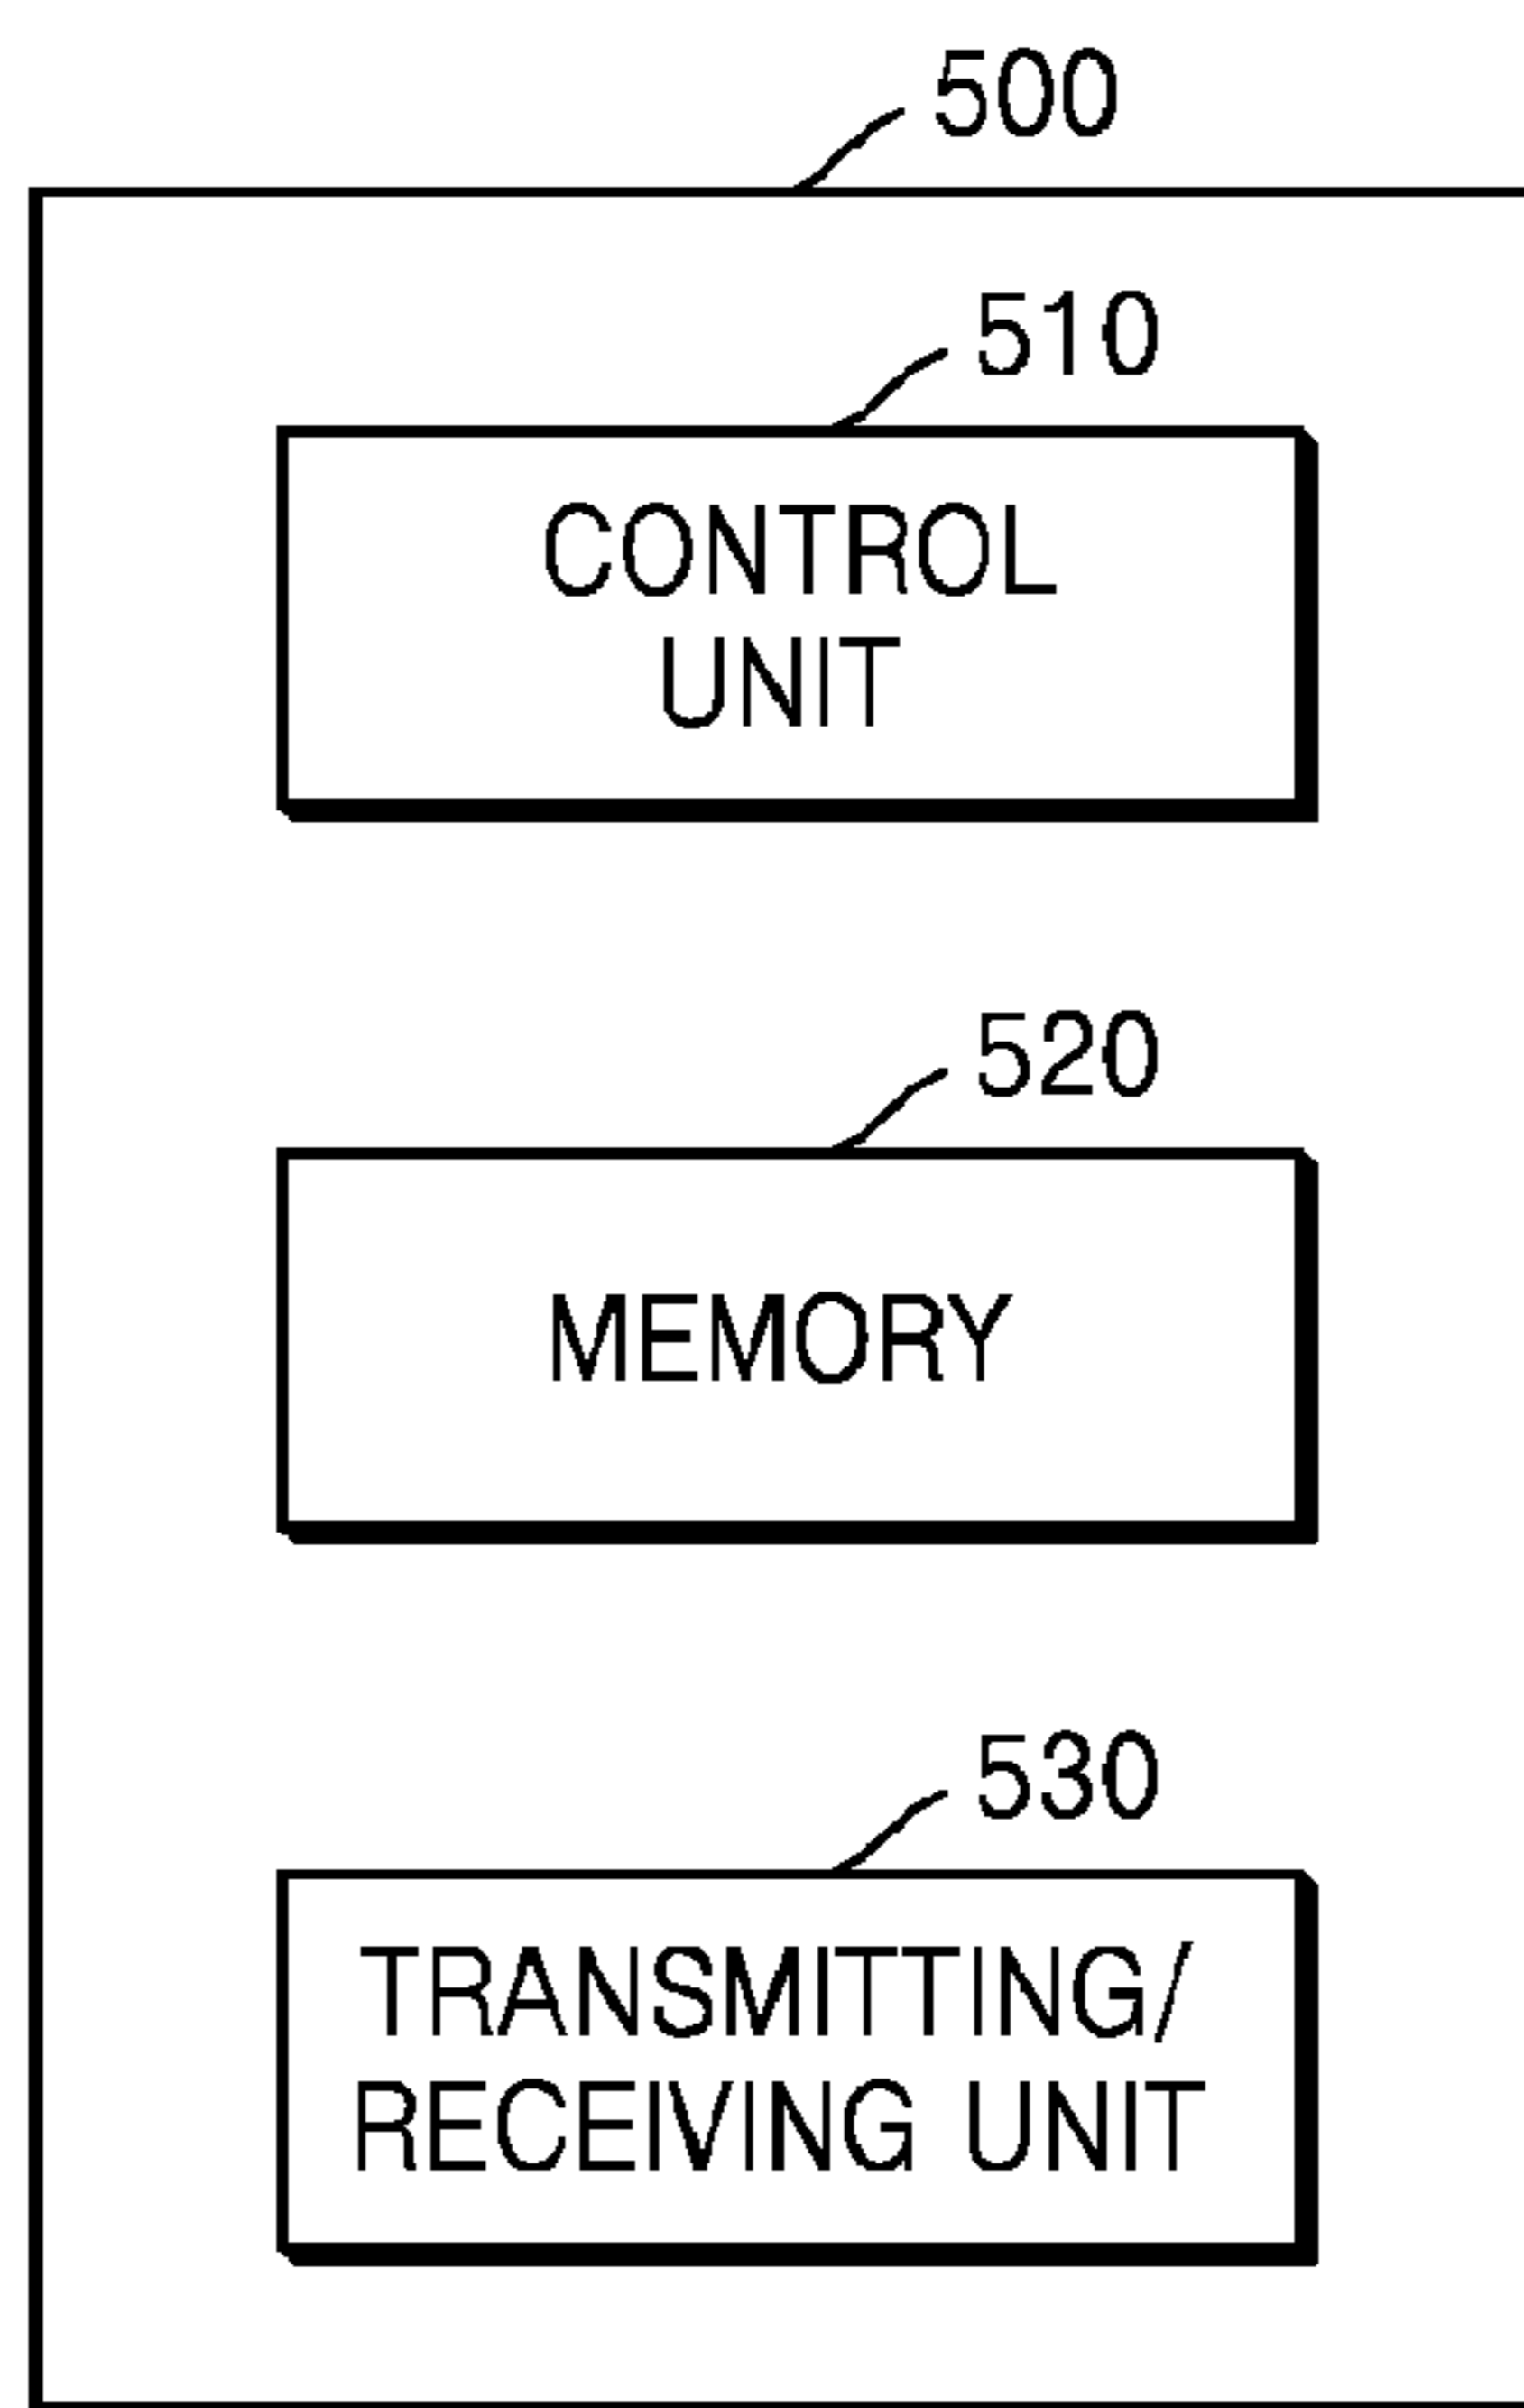 500
510
CONTROL
UNIT
520
MEMORY
530
TRANSMITTING/
RECEIVING UNIT